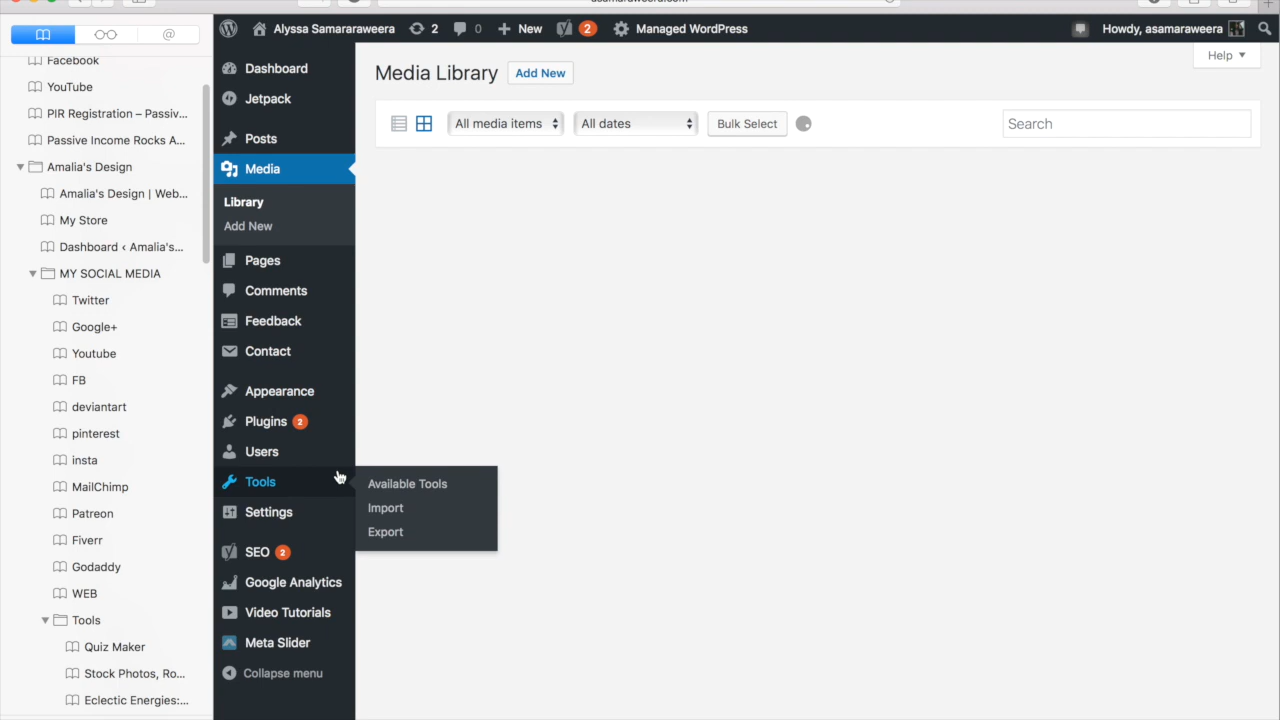 asamaraweera.com
@
Alyssa Samararaweera
2
0
New
2
Managed WordPress
Howdy, asamaraweera
Facebook
YouTube
PIR Registration – Passiv...
Passive Income Rocks A...
Amalia's Design
Amalia's Design | Web...
My Store
Dashboard ‹ Amalia's...
MY SOCIAL MEDIA
Twitter
Google+
Youtube
FB
deviantart
pinterest
insta
MailChimp
Patreon
Fiverr
Godaddy
WEB
Tools
Quiz Maker
Stock Photos, Ro...
Eclectic Energies:...
Dashboard
Jetpack
Posts
Media
Library
Add New
Pages
Comments
Feedback
Contact
Appearance
Plugins 2
Users
Tools
Settings
SEO 2
Google Analytics
Video Tutorials
Meta Slider
Collapse menu
Available Tools
Import
Export
Help
Media Library Add New
All media items All dates Bulk Select Search